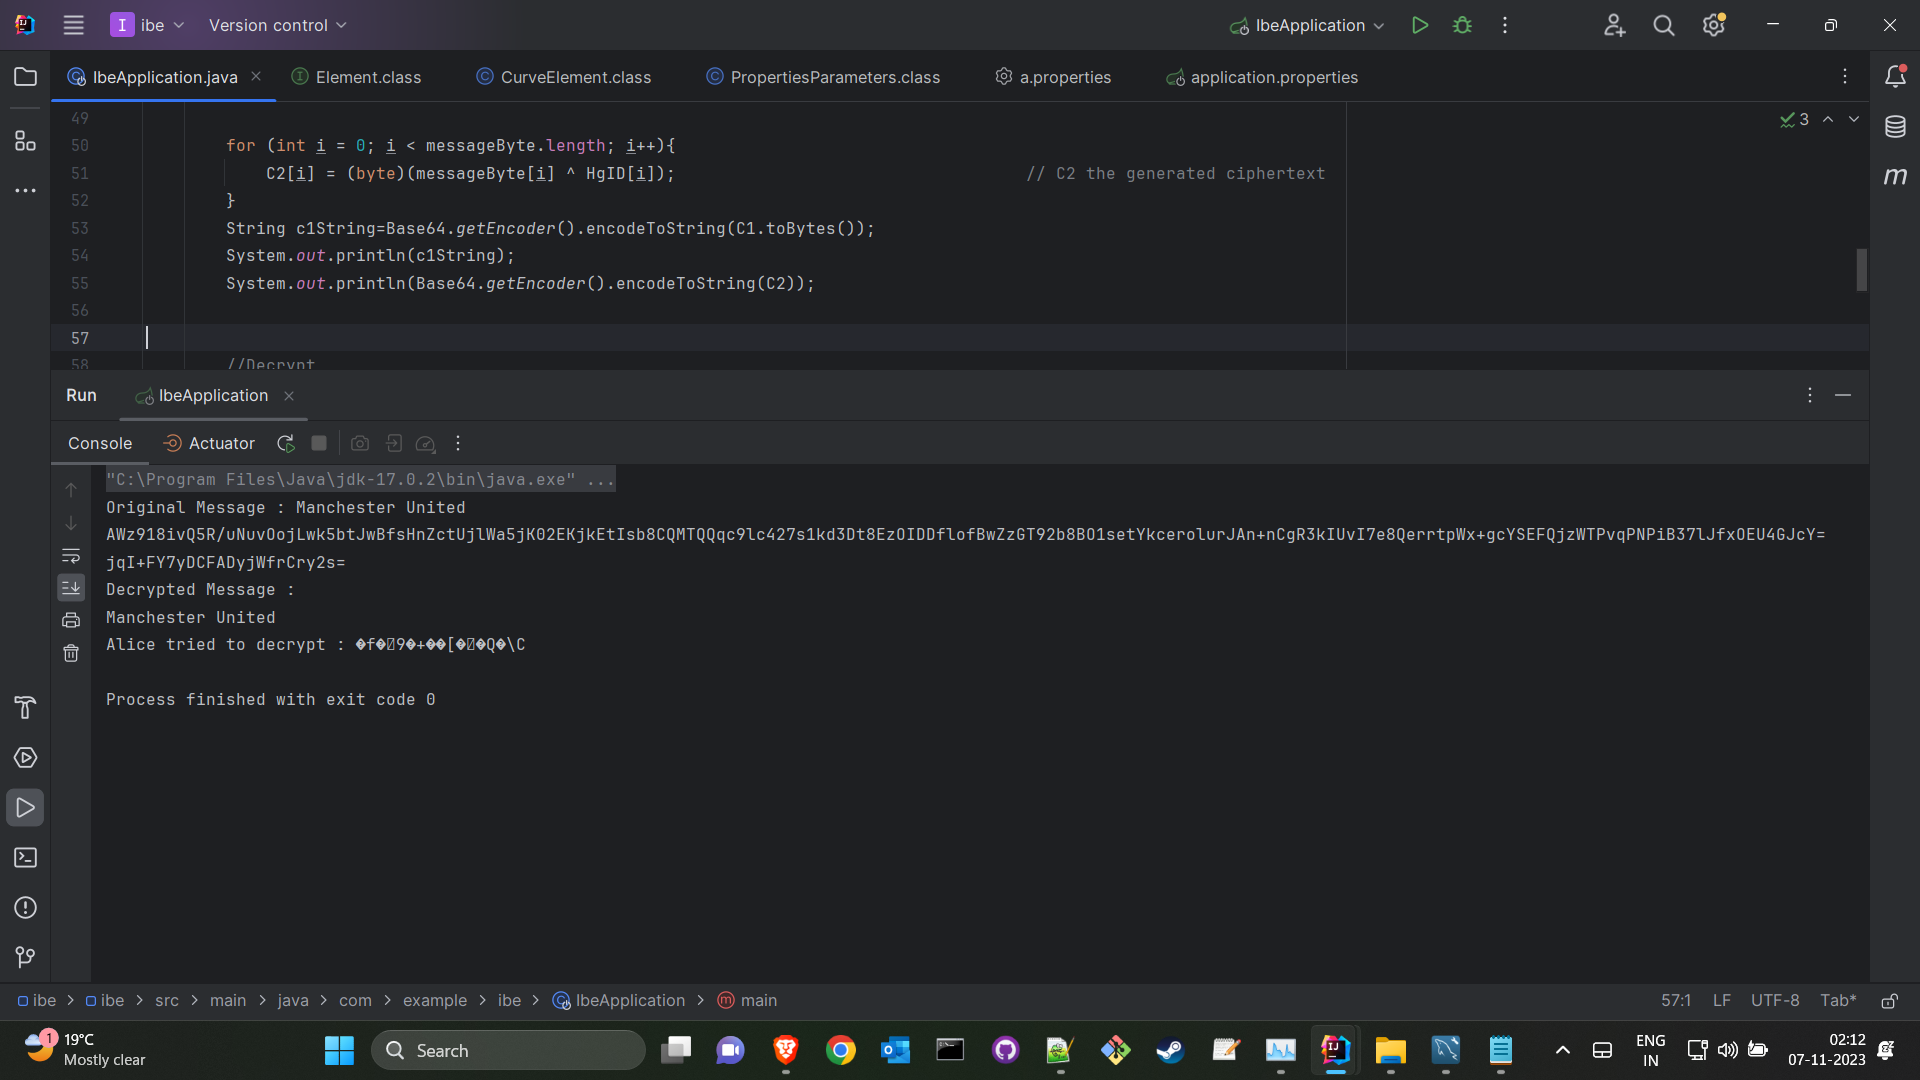 I ibe Version control IbeApplication
IbeApplication.java Element.class CurveElement.class PropertiesParameters.class a.properties application.properties
49
3
50 for (int i = 0; i < messageByte.length; i++){
51 C2[i] = (byte)(messageByte[i] ^ HgID[i]); // C2 the generated ciphertext
52 }
53 String c1String=Base64.getEncoder().encodeToString(C1.toBytes());
54 System.out.println(c1String);
55 System.out.println(Base64.getEncoder().encodeToString(C2));
56
57
58 //Decrypt
Run IbeApplication
Console Actuator
"C:\Program Files\Java\jdk-17.0.2\bin\java.exe" ...
Original Message : Manchester United
AWz918ivQ5R/uNuvOojLwk5btJwBfsHnZctUjlWa5jK02EKjkEtIsb8CQMTQQqc9lc427s1kd3Dt8EzOIDDflofBwZzGT92b8BO1setYkcerolurJAn+nCgR3kIUvI7e8QerrtpWx+gcYSEFQjzWTPvqPNPiB37lJfxOEU4GJcY=
jqI+FY7yDCFADyjWfrCry2s=
Decrypted Message :
Manchester United
Alice tried to decrypt : �f�9�+��[��Q�\C
Process finished with exit code 0
ibe > ibe > src > main > java > com > example > ibe > IbeApplication > main 57:1 LF UTF-8 Tab*
1 19°C
Mostly clear
Search
ENG
IN
02:12
07-11-2023